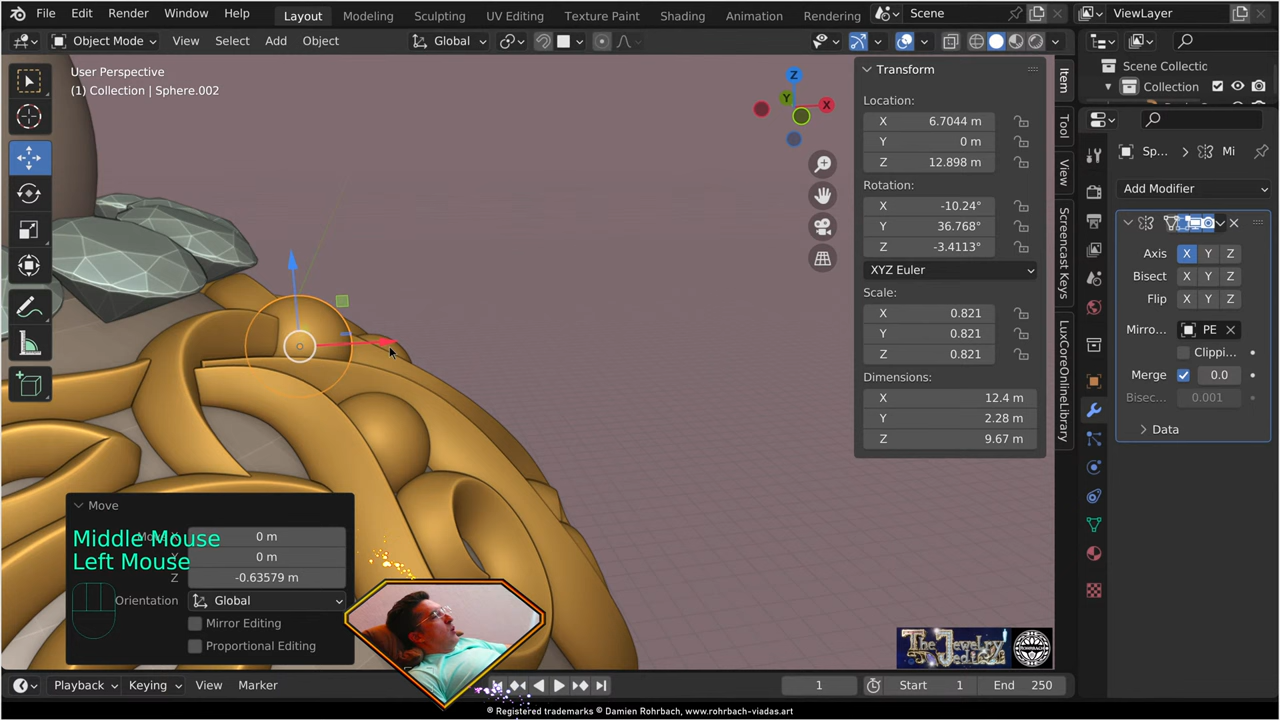 File Edit Render Window Help Layout Modeling Sculpting UV Editing Texture Paint Shading Animation Rendering Scene ViewLayer
Object Mode View Select Add Object Global
User Perspective
(1) Collection | Sphere.002
Z
Y
X
Transform
Location:
X 6.7044 m
Y 0 m
Z 12.898 m
Rotation:
X -10.24°
Y 36.768°
Z -3.4113°
XYZ Euler
Scale:
X 0.821
Y 0.821
Z 0.821
Dimensions:
X 12.4 m
Y 2.28 m
Z 9.67 m
Item
Tool
View
Screencast Keys
LuxCoreOnlineLibrary
Scene Collectic
Collection
Sp... Mi
Add Modifier
Axis X Y Z
Bisect X Y Z
Flip X Y Z
Mirro... PE
Clippi...
Merge 0.0
Bisec... 0.001
Data
Move
0 m
Y 0 m
Z -0.63579 m
Orientation Global
Mirror Editing
Proportional Editing
Middle Mouse
Left Mouse
The Jewelry
Viadas
ROHRBACH
Playback Keying View Marker 1 Start 1 End 250
® Registered trademarks © Damien Rohrbach, www.rohrbach-viadas.art